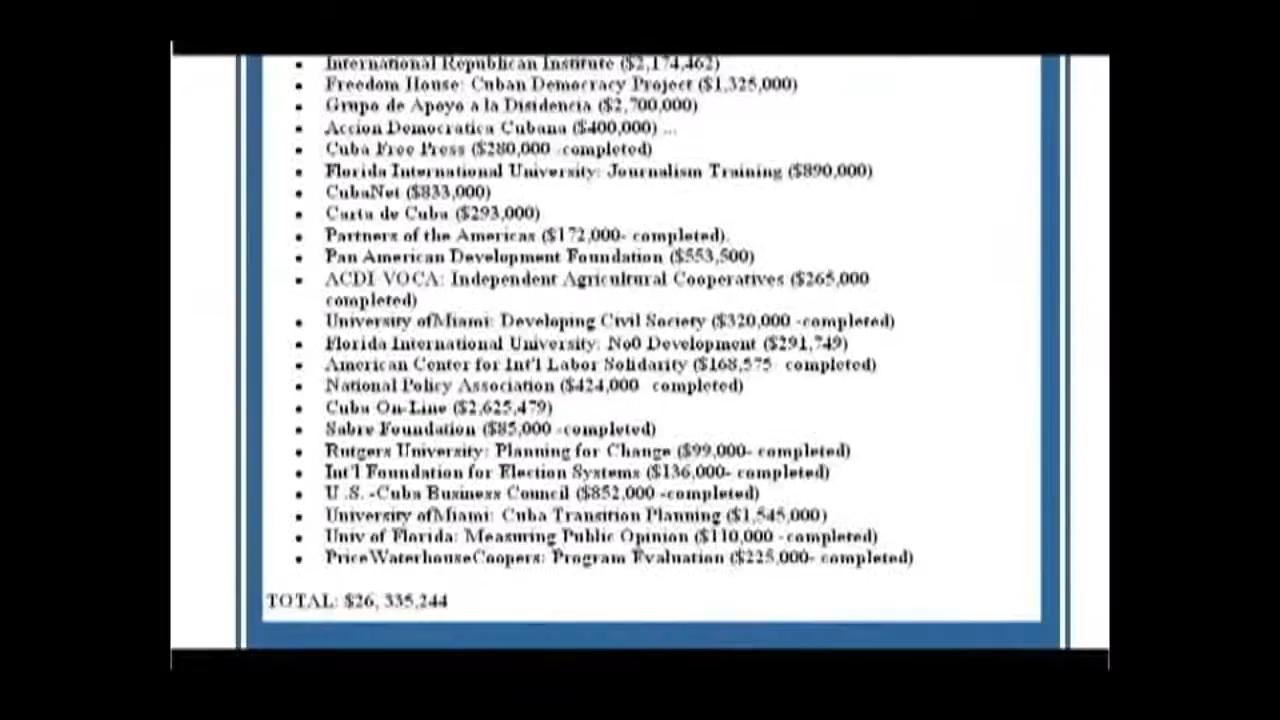 • International Republican Institute ($2,174,462)
• Freedom House: Cuban Democracy Project ($1,325,000)
• Grupo de Apoyo a la Disidencia ($2,700,000)
• Accion Democratica Cubana ($400,000) ...
• Cuba Free Press ($280,000 -completed)
• Florida International University: Journalism Training ($890,000)
• CubaNet ($833,000)
• Carta de Cuba ($293,000)
• Partners of the Americas ($172,000- completed).
• Pan American Development Foundation ($553,500)
• ACDI VOCA: Independent Agricultural Cooperatives ($265,000
completed)
• University ofMiami: Developing Civil Society ($320,000 -completed)
• Florida International University: No0 Development ($291,749)
• American Center for Int'l Labor Solidarity ($168,575 completed)
• National Policy Association ($424,000 completed)
• Cuba On-Line ($2,625,479)
• Sabre Foundation ($85,000 -completed)
• Rutgers University: Planning for Change ($99,000- completed)
• Int'l Foundation for Election Systems ($136,000- completed)
• U .S. -Cuba Business Council ($852,000 -completed)
• University ofMiami: Cuba Transition Planning ($1,545,000)
• Univ of Florida: Measuring Public Opinion ($110,000 -completed)
• PriceWaterhouseCoopers: Program Evaluation ($225,000- completed)
TOTAL: $26, 335,244